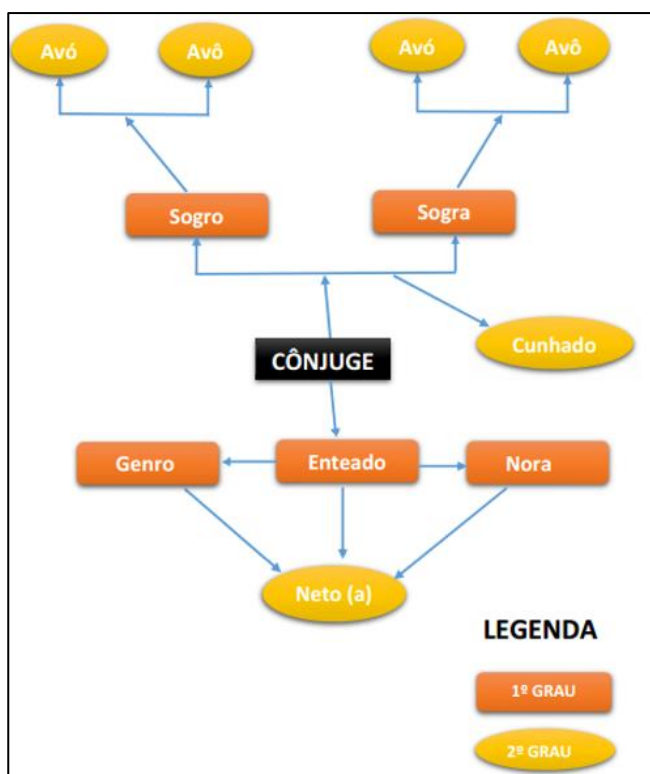 Avó
Avô
Avó
Avô
Sogro
Sogra
Cunhado
CÔNJUGE
Genro
Enteado
Nora
Neto (a)
LEGENDA
1º GRAU
2º GRAU